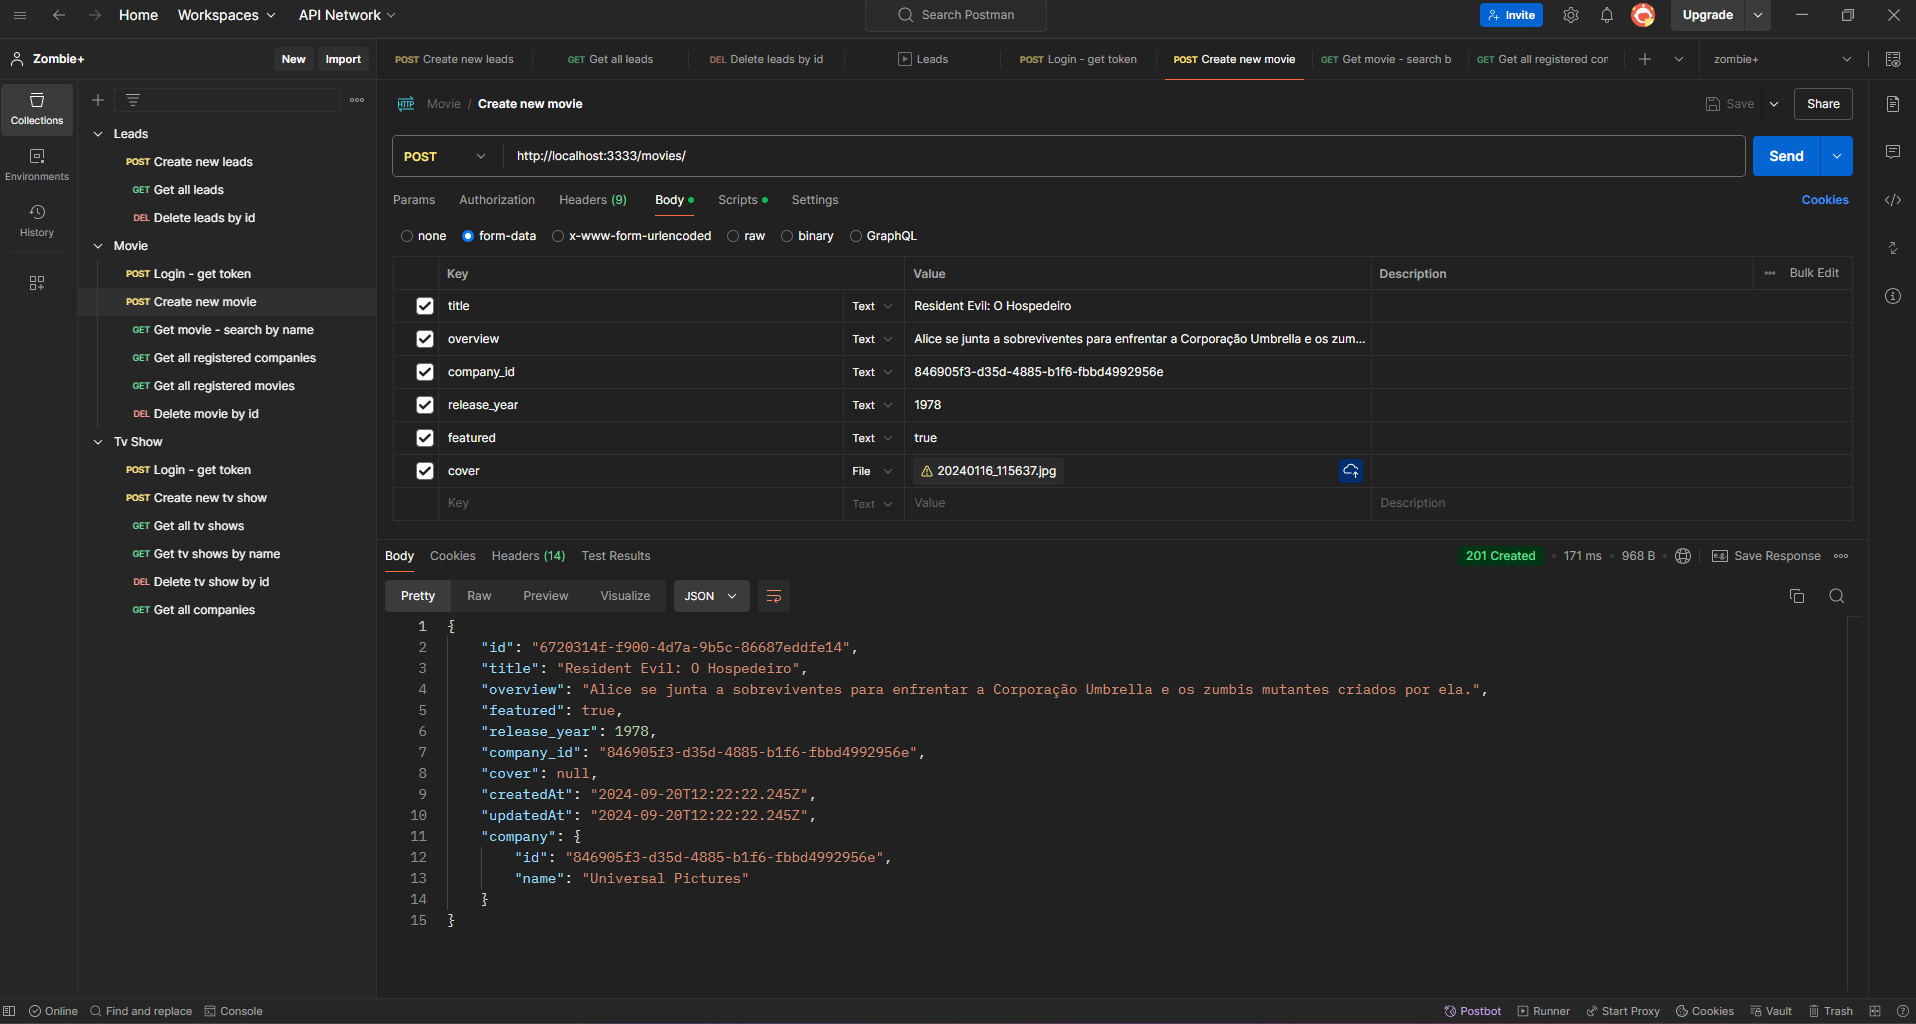 Home Workspaces API Network Search Postman Invite Upgrade
Zombie+ New Import
POST Create new leads GET Get all leads DEL Delete leads by id Leads POST Login - get token POST Create new movie GET Get movie - search b GET Get all registered cor zombie+
Collections
Environments
History
Leads
POST Create new leads
GET Get all leads
DEL Delete leads by id
Movie
POST Login - get token
POST Create new movie
GET Get movie - search by name
GET Get all registered companies
GET Get all registered movies
DEL Delete movie by id
Tv Show
POST Login - get token
POST Create new tv show
GET Get all tv shows
GET Get tv shows by name
DEL Delete tv show by id
GET Get all companies
HTTP Movie / Create new movie Save Share
POST http://localhost:3333/movies/ Send
Params Authorization Headers (9) Body Scripts Settings Cookies
none form-data x-www-form-urlencoded raw binary GraphQL
Key Value Description Bulk Edit
title Text Resident Evil: O Hospedeiro
overview Text Alice se junta a sobreviventes para enfrentar a Corporação Umbrella e os zum...
company_id Text 846905f3-d35d-4885-b1f6-fbbd4992956e
release_year Text 1978
featured Text true
cover File 20240116_115637.jpg
Key Text Value Description
Body Cookies Headers (14) Test Results 201 Created 171 ms 968 B e.g. Save Response
Pretty Raw Preview Visualize JSON
1 {
2 "id": "6720314f-f900-4d7a-9b5c-86687eddfe14",
3 "title": "Resident Evil: O Hospedeiro",
4 "overview": "Alice se junta a sobreviventes para enfrentar a Corporação Umbrella e os zumbis mutantes criados por ela.",
5 "featured": true,
6 "release_year": 1978,
7 "company_id": "846905f3-d35d-4885-b1f6-fbbd4992956e",
8 "cover": null,
9 "createdAt": "2024-09-20T12:22:22.245Z",
10 "updatedAt": "2024-09-20T12:22:22.245Z",
11 "company": {
12 "id": "846905f3-d35d-4885-b1f6-fbbd4992956e",
13 "name": "Universal Pictures"
14 }
15 }
Online Find and replace Console Postbot Runner Start Proxy Cookies Vault Trash